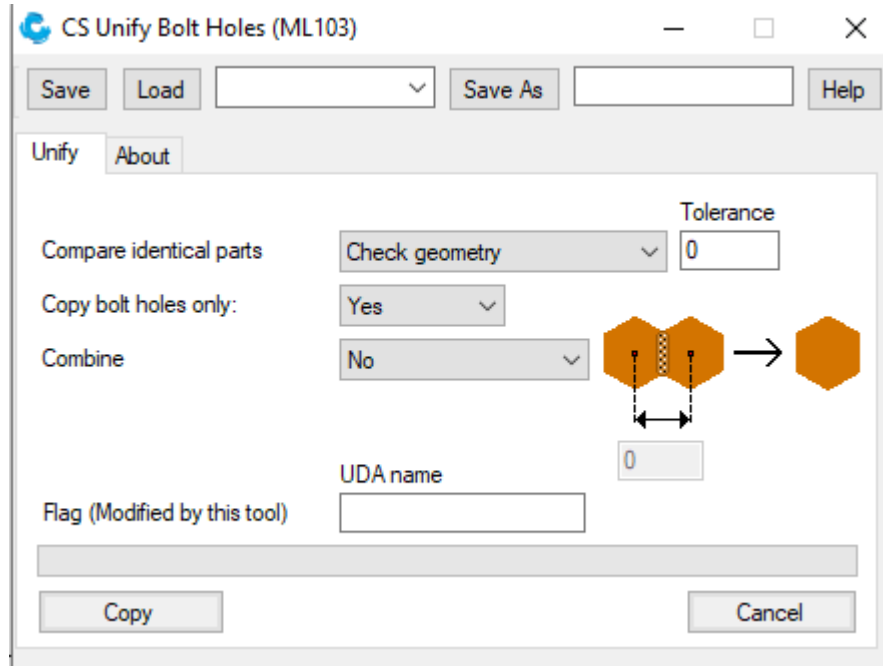 CS Unify Bolt Holes (ML103)
Save Load Save As Help
Unify About
Tolerance
Compare identical parts Check geometry 0
Copy bolt holes only: Yes
Combine No
0
UDA name
Flag (Modified by this tool)
Copy Cancel